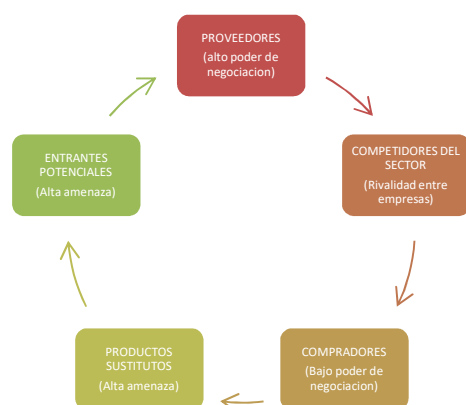 PROVEEDORES
(alto poder de
negociacion)
COMPETIDORES DEL
SECTOR
(Rivalidad entre
empresas)
COMPRADORES
(Bajo poder de
negociacion)
PRODUCTOS
SUSTITUTOS
(Alta amenaza)
ENTRANTES
POTENCIALES
(Alta amenaza)